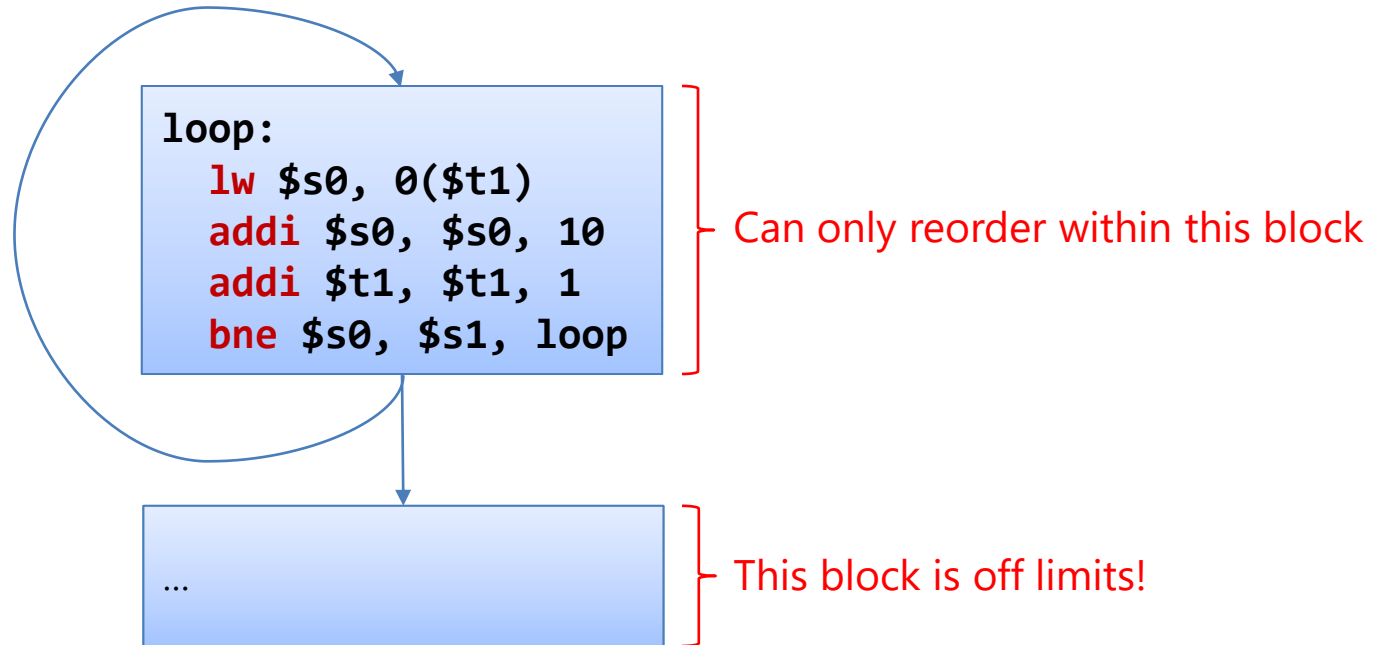 loop:
lw $s0, 0($t1)
addi $s0, $s0, 10
addi $t1, $t1, 1
bne $s0, $s1, loop
Can only reorder within this block
…
This block is off limits!